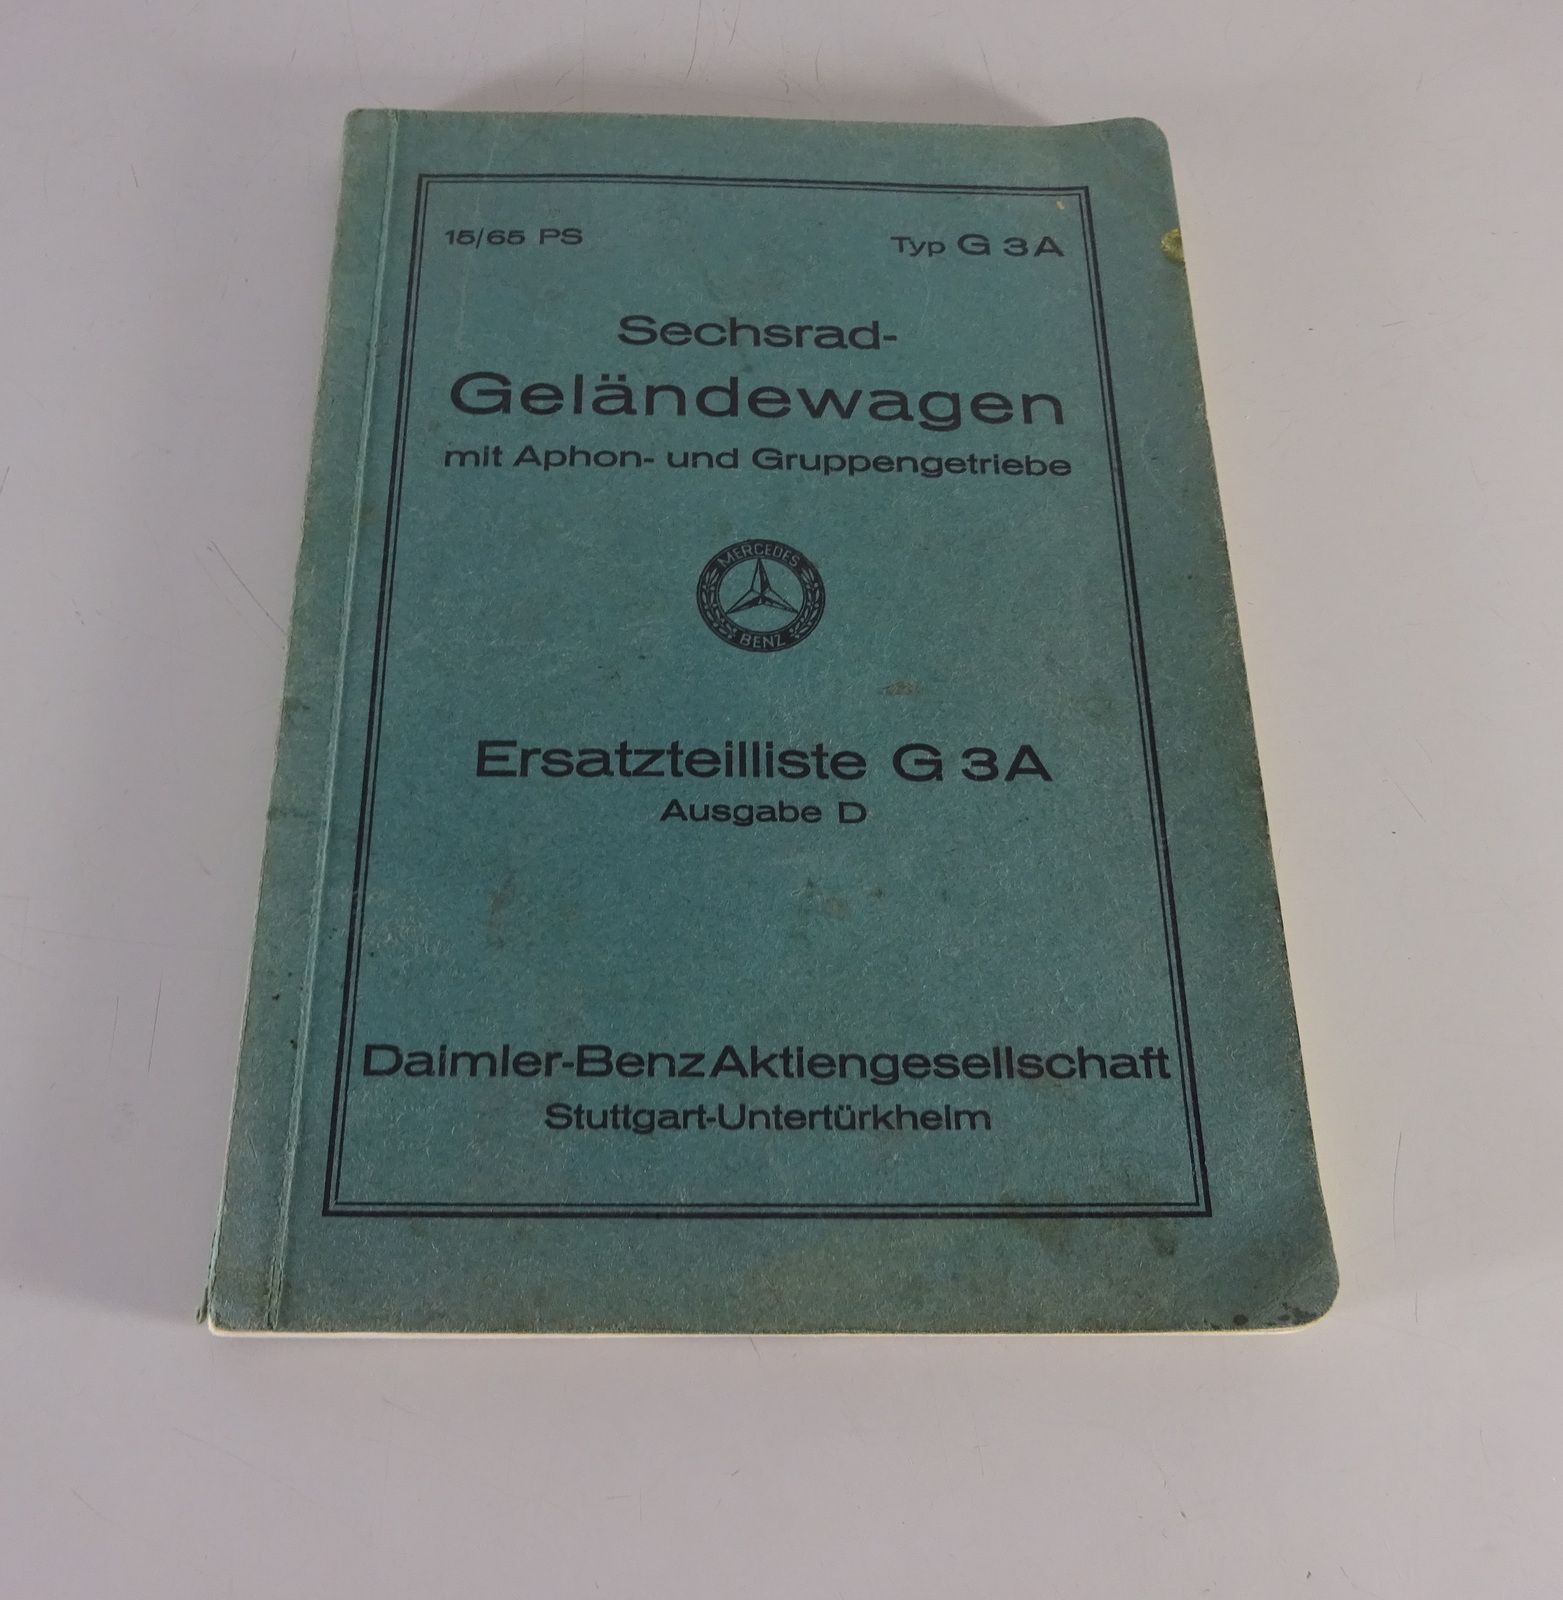 15/65 PS Typ G 3A
Sechsrad-
Geländewagen
mit Aphon- und Gruppengetriebe
MERCEDES
BENZ
Ersatzteilliste G 3A
Ausgabe D
Daimler-Benz Aktiengesellschaft
Stuttgart-Untertürkheim